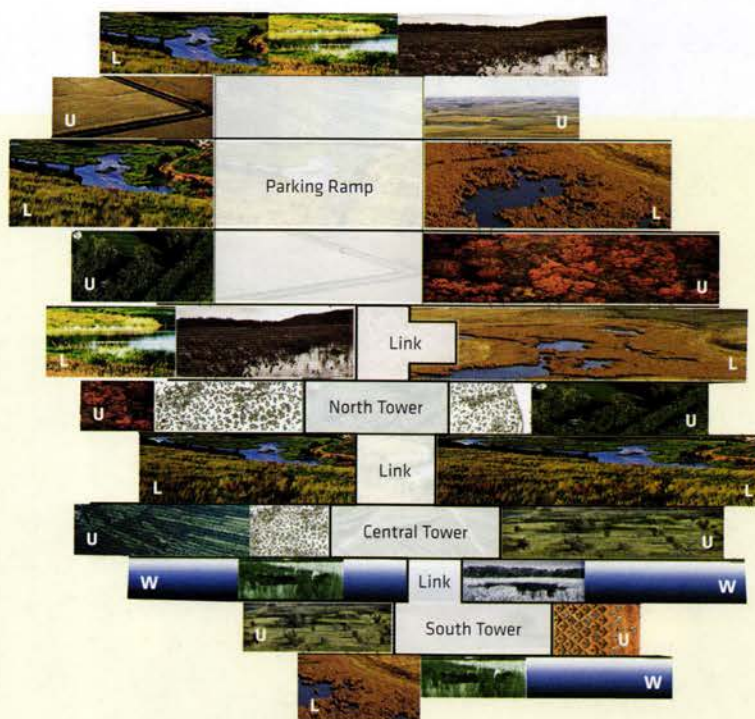 L L
U U
Parking Ramp
L L
U U
Link
L L
North Tower
U U
Link
L L
Central Tower
U U
W Link W
South Tower
U U
L W